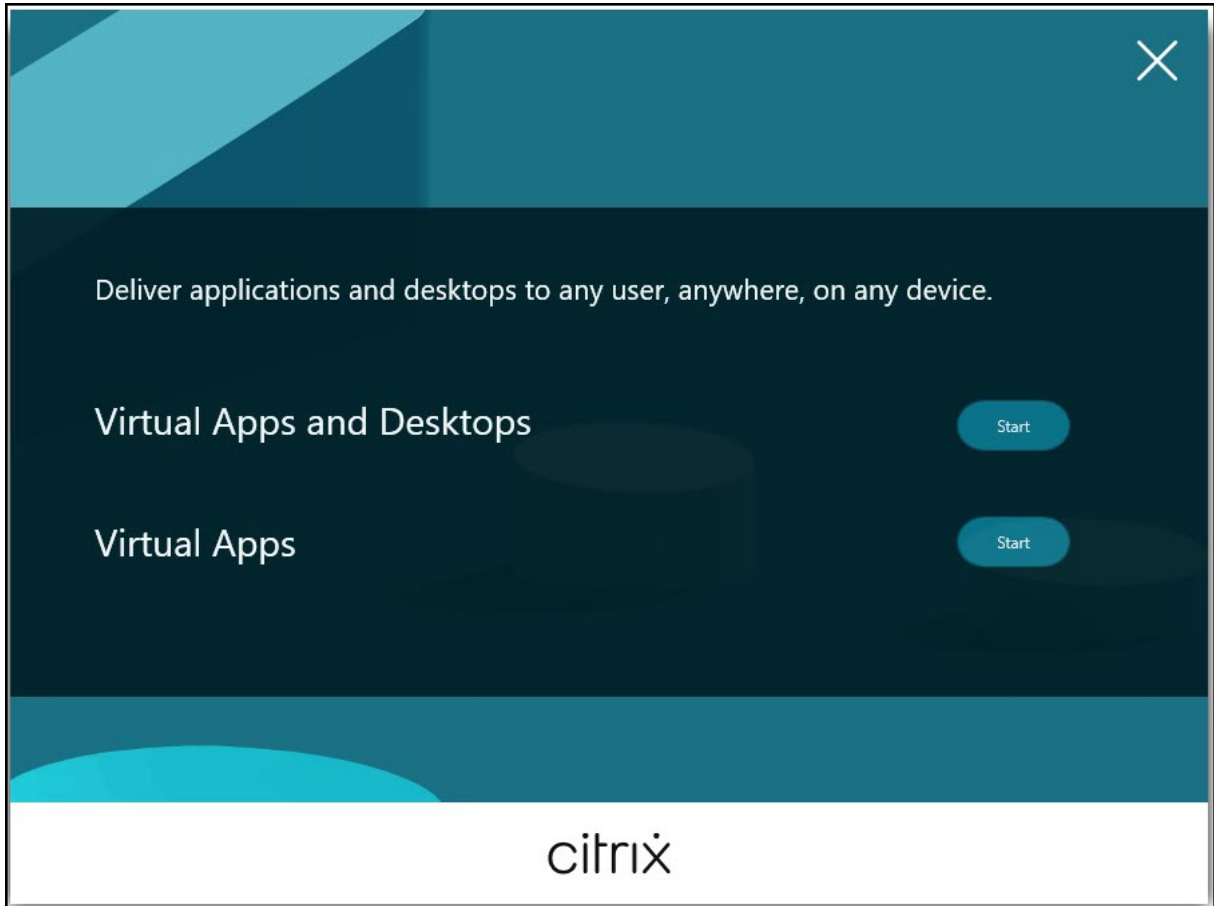 Deliver applications and desktops to any user, anywhere, on any device.
Virtual Apps and Desktops
Start
Virtual Apps
Start
citrix